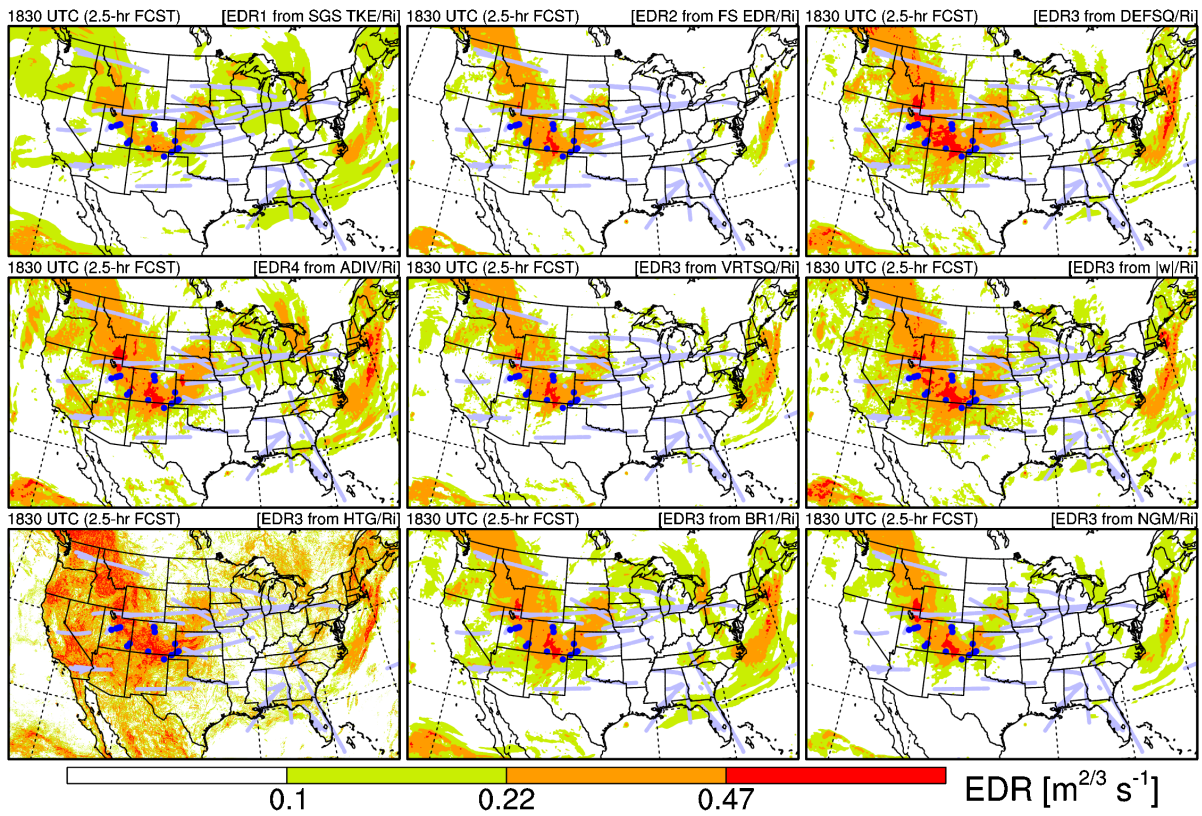 1830 UTC (2.5-hr FCST) [EDR1 from SGS TKE/Ri]
1830 UTC (2.5-hr FCST) [EDR2 from FS EDR/Ri]
1830 UTC (2.5-hr FCST) [EDR3 from DEFSQ/Ri]
1830 UTC (2.5-hr FCST) [EDR4 from ADIV/Ri]
1830 UTC (2.5-hr FCST) [EDR3 from VRTSQ/Ri]
1830 UTC (2.5-hr FCST) [EDR3 from |w|/Ri]
1830 UTC (2.5-hr FCST) [EDR3 from HTG/Ri]
1830 UTC (2.5-hr FCST) [EDR3 from BR1/Ri]
1830 UTC (2.5-hr FCST) [EDR3 from NGM/Ri]
0.1 0.22 0.47 EDR [m^2/3 s^-1]